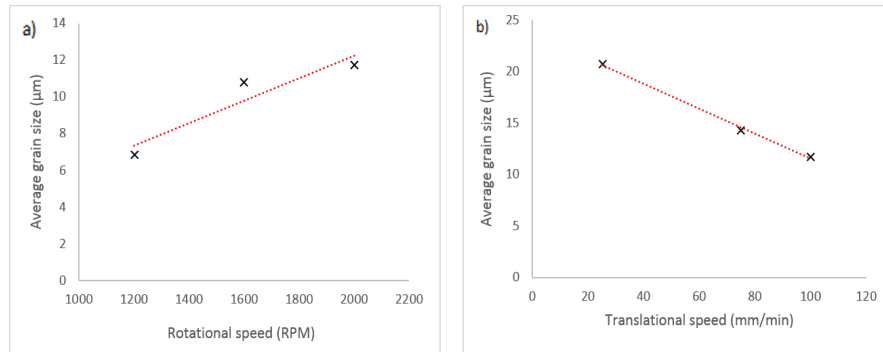 a)
Average grain size (μm)
14
12
10
8
6
4
2
0
1000 1200 1400 1600 1800 2000 2200
Rotational speed (RPM)
b)
Average grain size (μm)
25
20
15
10
5
0
0 20 40 60 80 100 120
Translational speed (mm/min)